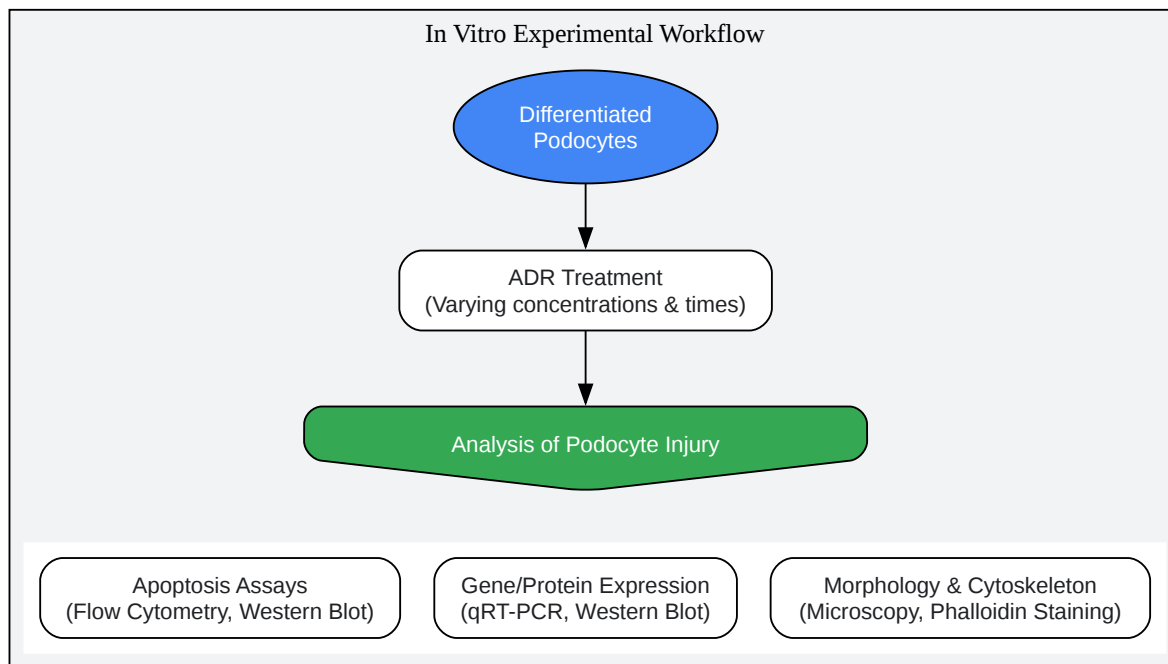 In Vitro Experimental Workflow
Differentiated
Podocytes
ADR Treatment
(Varying concentrations & times)
Analysis of Podocyte Injury
Apoptosis Assays
(Flow Cytometry, Western Blot)
Gene/Protein Expression
(qRT-PCR, Western Blot)
Morphology & Cytoskeleton
(Microscopy, Phalloidin Staining)